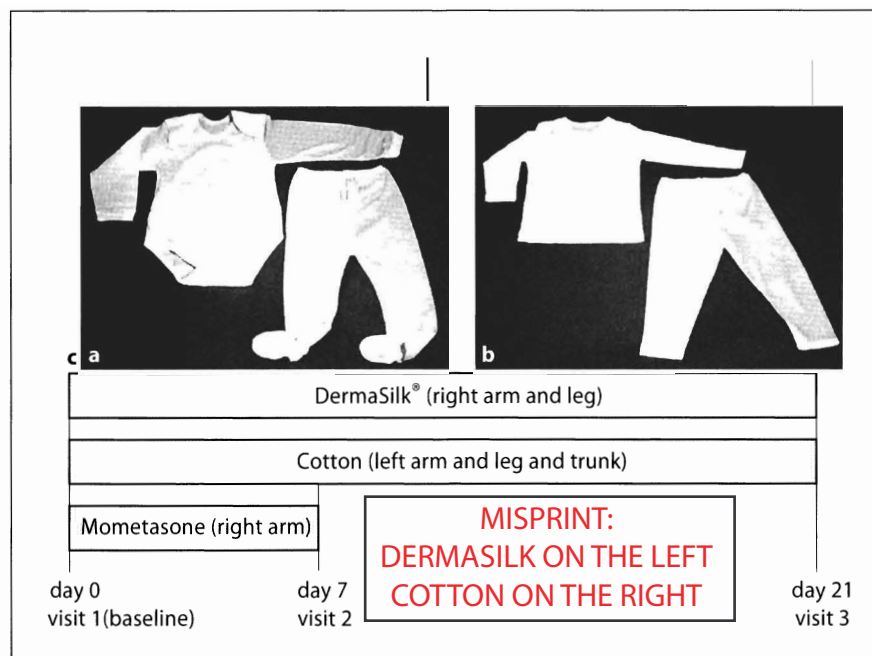 c a
b
DermaSilk® (right arm and leg)
Cotton (left arm and leg and trunk)
Mometasone (right arm)
MISPRINT:
DERMASILK ON THE LEFT
COTTON ON THE RIGHT
day 0
visit 1(baseline)
day 7
visit 2
day 21
visit 3